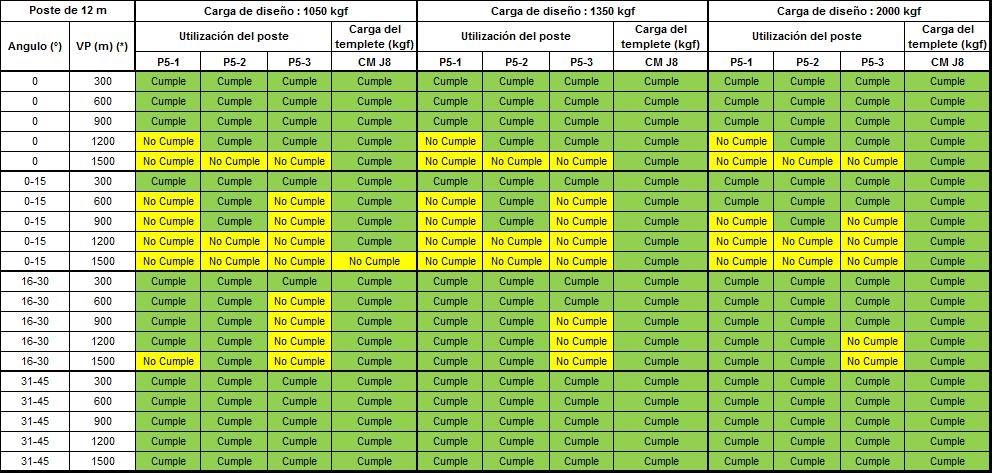 Poste de 12 m Carga de diseño : 1050 kgf Carga de diseño : 1350 kgf Carga de diseño : 2000 kgf
Angulo (°) VP (m) (*) Utilización del poste Carga del templete (kgf) Utilización del poste Carga del templete (kgf) Utilización del poste Carga del templete (kgf)
P5-1 P5-2 P5-3 CM J8 P5-1 P5-2 P5-3 CM J8 P5-1 P5-2 P5-3 CM J8
0 300 Cumple Cumple Cumple Cumple Cumple Cumple Cumple Cumple Cumple Cumple Cumple Cumple
0 600 Cumple Cumple Cumple Cumple Cumple Cumple Cumple Cumple Cumple Cumple Cumple Cumple
0 900 Cumple Cumple Cumple Cumple Cumple Cumple Cumple Cumple Cumple Cumple Cumple Cumple
0 1200 No Cumple Cumple Cumple Cumple No Cumple Cumple Cumple Cumple No Cumple Cumple Cumple Cumple
0 1500 No Cumple No Cumple No Cumple Cumple No Cumple No Cumple No Cumple Cumple No Cumple No Cumple No Cumple Cumple
0-15 300 Cumple Cumple Cumple Cumple Cumple Cumple Cumple Cumple Cumple Cumple Cumple Cumple
0-15 600 No Cumple Cumple No Cumple Cumple No Cumple Cumple No Cumple Cumple Cumple Cumple Cumple Cumple
0-15 900 No Cumple Cumple No Cumple Cumple No Cumple Cumple No Cumple Cumple No Cumple Cumple No Cumple Cumple
0-15 1200 No Cumple No Cumple No Cumple Cumple No Cumple No Cumple No Cumple Cumple No Cumple No Cumple No Cumple Cumple
0-15 1500 No Cumple No Cumple No Cumple No Cumple No Cumple No Cumple No Cumple Cumple No Cumple No Cumple No Cumple Cumple
16-30 300 Cumple Cumple Cumple Cumple Cumple Cumple Cumple Cumple Cumple Cumple Cumple Cumple
16-30 600 Cumple Cumple No Cumple Cumple Cumple Cumple Cumple Cumple Cumple Cumple Cumple Cumple
16-30 900 Cumple Cumple No Cumple Cumple Cumple Cumple No Cumple Cumple Cumple Cumple Cumple Cumple
16-30 1200 Cumple Cumple No Cumple Cumple Cumple Cumple No Cumple Cumple Cumple Cumple No Cumple Cumple
16-30 1500 No Cumple Cumple No Cumple Cumple Cumple Cumple No Cumple Cumple Cumple Cumple No Cumple Cumple
31-45 300 Cumple Cumple Cumple Cumple Cumple Cumple Cumple Cumple Cumple Cumple Cumple Cumple
31-45 600 Cumple Cumple Cumple Cumple Cumple Cumple Cumple Cumple Cumple Cumple Cumple Cumple
31-45 900 Cumple Cumple Cumple Cumple Cumple Cumple Cumple Cumple Cumple Cumple Cumple Cumple
31-45 1200 Cumple Cumple Cumple Cumple Cumple Cumple Cumple Cumple Cumple Cumple Cumple Cumple
31-45 1500 Cumple Cumple Cumple Cumple Cumple Cumple Cumple Cumple Cumple Cumple Cumple Cumple